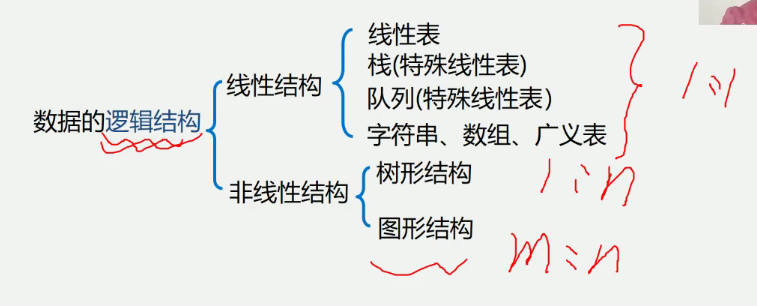 线性表
栈(特殊线性表)
线性结构
队列(特殊线性表)
1:1
数据的逻辑结构
字符串、数组、广义表
树形结构
1:n
非线性结构
图形结构
m:n